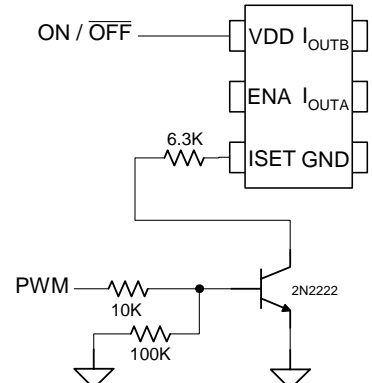 ON / OFF
VDD IOUTB
ENA IOUTA
6.3K
ISET GND
PWM
10K
2N2222
100K